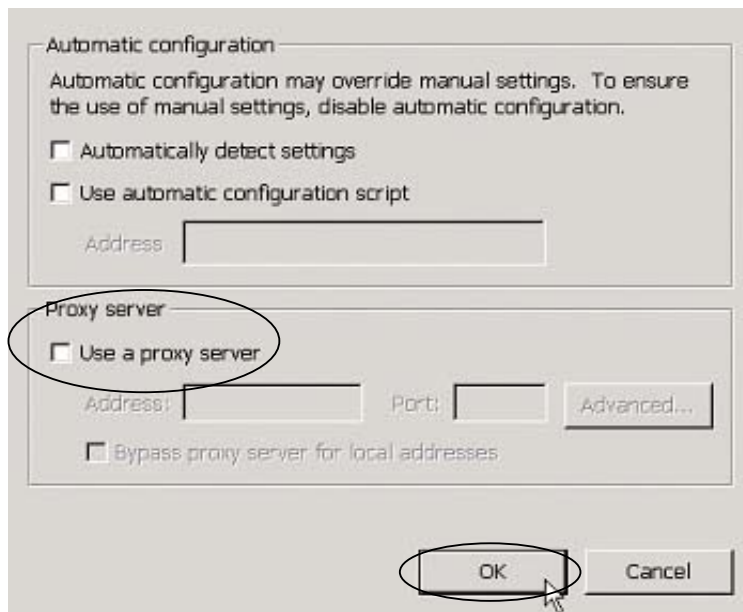 Automatic configuration
Automatic configuration may override manual settings. To ensure
the use of manual settings, disable automatic configuration.
Automatically detect settings
Use automatic configuration script
Address
Proxy server
Use a proxy server
Address: Port: Advanced...
Bypass proxy server for local addresses
OK Cancel